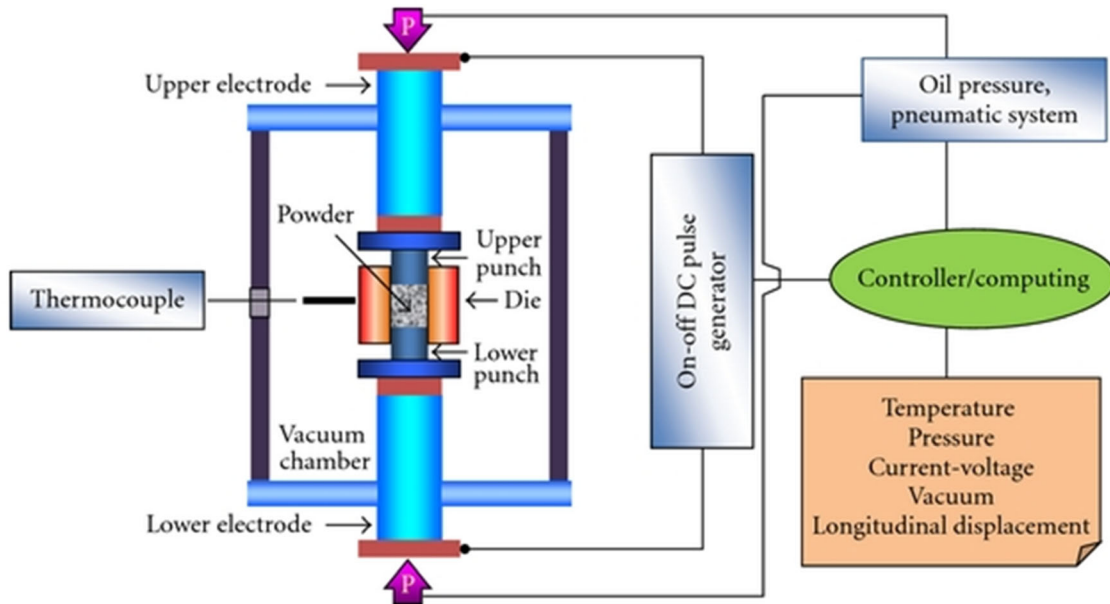 P
Upper electrode
Oil pressure,
pneumatic system
Powder
Upper
punch
Thermocouple
Die
On-off DC pulse
generator
Controller/computing
Lower
punch
Vacuum
chamber
Lower electrode
Temperature
Pressure
Current-voltage
Vacuum
Longitudinal displacement
P